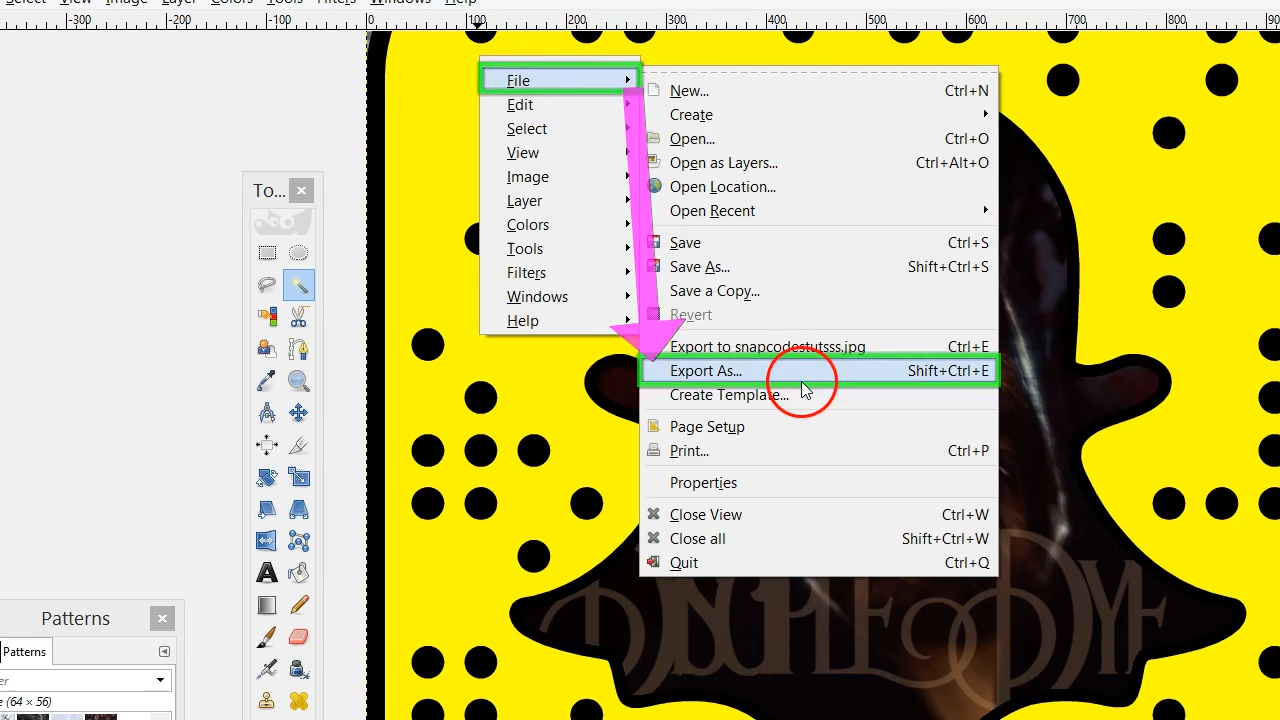 Select View Image Layer Colors Tools Filters Windows Help
-300 -200 -100 0 100 200 300 400 500 600 700 800
File
Edit
Select
View
Image
Layer
Colors
Tools
Filters
Windows
Help
New... Ctrl+N
Create
Open... Ctrl+O
Open as Layers... Ctrl+Alt+O
Open Location...
Open Recent
Save Ctrl+S
Save As... Shift+Ctrl+S
Save a Copy...
Revert
Export to snapcodestutsss.jpg Ctrl+E
Export As... Shift+Ctrl+E
Create Template...
Page Setup
Print... Ctrl+P
Properties
Close View Ctrl+W
Close all Shift+Ctrl+W
Quit Ctrl+Q
To...
Patterns
Patterns
(64 × 56)